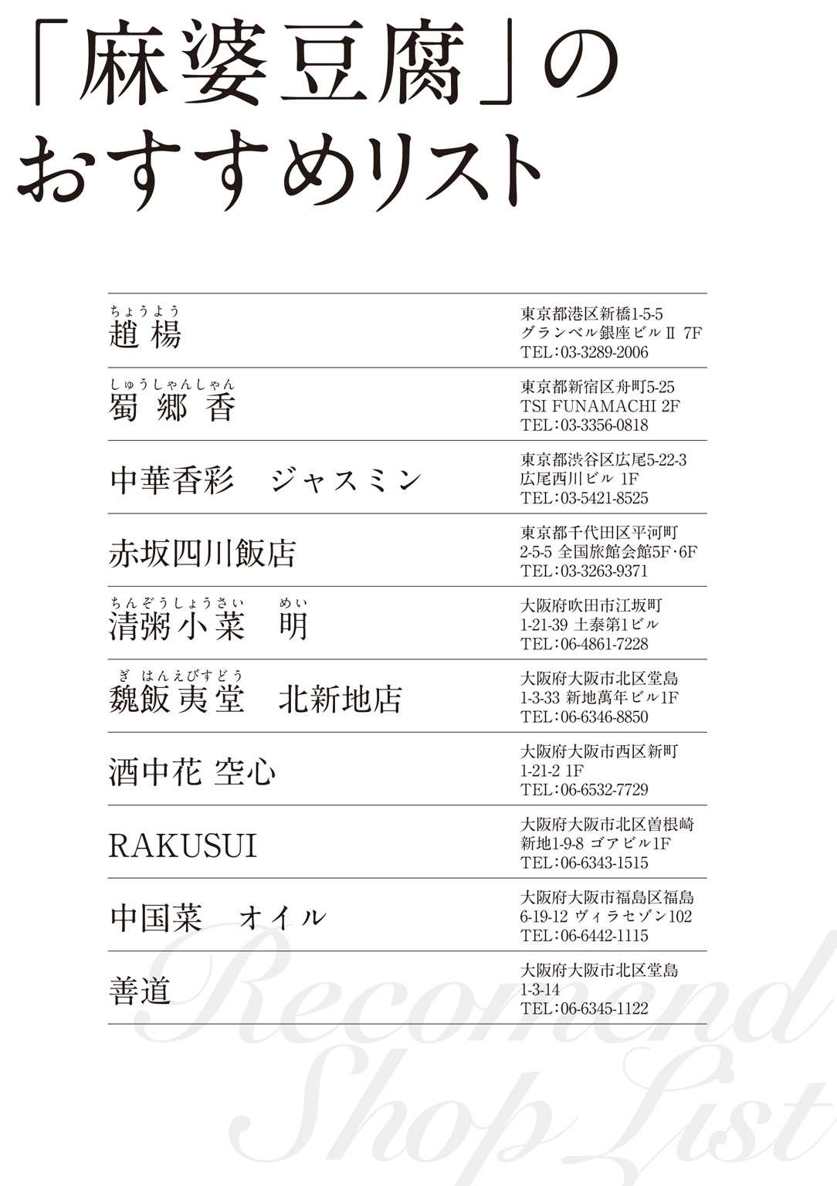 「麻婆豆腐」の
おすすめリスト
ちょうよう
趙楊
東京都港区新橋1-5-5
グランベル銀座ビルⅡ 7F
TEL:03-3289-2006
しゅうしゃんしゃん
蜀郷香
東京都新宿区舟町5-25
TSI FUNAMACHI 2F
TEL:03-3356-0818
中華香彩 ジャスミン
東京都渋谷区広尾5-22-3
広尾西川ビル 1F
TEL:03-5421-8525
赤坂四川飯店
東京都千代田区平河町
2-5-5 全国旅館会館5F・6F
TEL:03-3263-9371
ちんぞうしょうさい めい
清粥小菜 明
大阪府吹田市江坂町
1-21-39 土泰第1ビル
TEL:06-4861-7228
ぎ はんえびすどう
魏飯夷堂 北新地店
大阪府大阪市北区堂島
1-3-33 新地萬年ビル1F
TEL:06-6346-8850
酒中花 空心
大阪府大阪市西区新町
1-21-2 1F
TEL:06-6532-7729
RAKUSUI
大阪府大阪市北区曽根崎
新地1-9-8 ゴアビル1F
TEL:06-6343-1515
中国菜 オイル
大阪府大阪市福島区福島
6-19-12 ヴィラセゾン102
TEL:06-6442-1115
善道
大阪府大阪市北区堂島
1-3-14
TEL:06-6345-1122
Recomend
Shop List